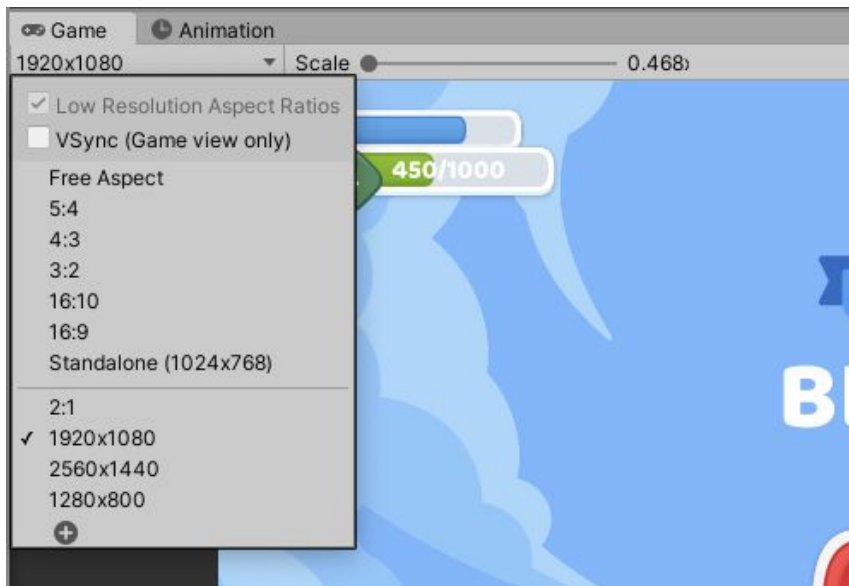 Game Animation
1920x1080 Scale 0.468x
Low Resolution Aspect Ratios
VSync (Game view only)
450/1000
Free Aspect
5:4
4:3
3:2
16:10
16:9
Standalone (1024x768)
2:1
1920x1080
2560x1440
1280x800